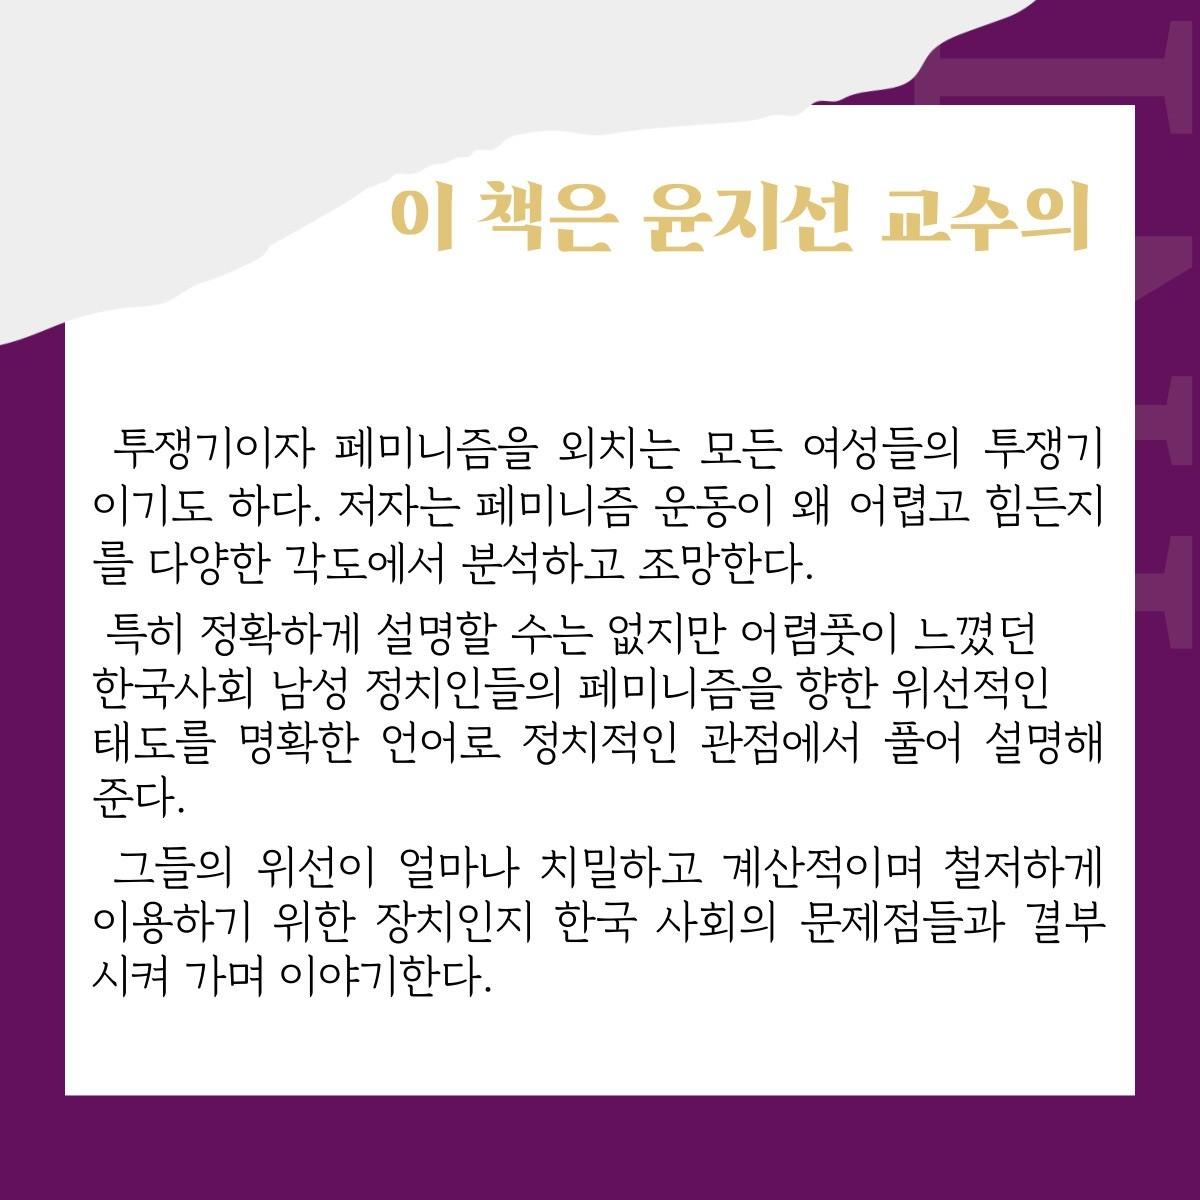 이 책은 윤지선 교수의
투쟁기이자 페미니즘을 외치는 모든 여성들의 투쟁기
이기도 하다. 저자는 페미니즘 운동이 왜 어렵고 힘든지
를 다양한 각도에서 분석하고 조망한다.
특히 정확하게 설명할 수는 없지만 어렴풋이 느꼈던
한국사회 남성 정치인들의 페미니즘을 향한 위선적인
태도를 명확한 언어로 정치적인 관점에서 풀어 설명해
준다.
그들의 위선이 얼마나 치밀하고 계산적이며 철저하게
이용하기 위한 장치인지 한국 사회의 문제점들과 결부
시켜 가며 이야기한다.